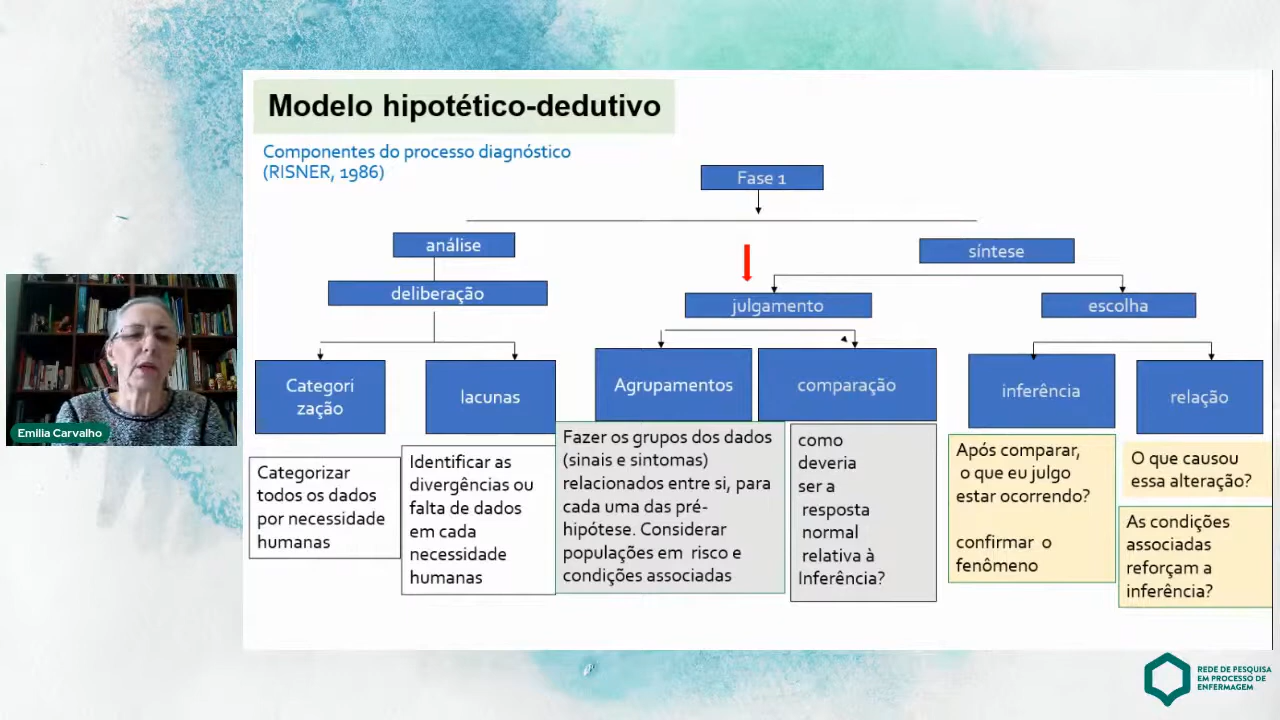 Modelo hipotético-dedutivo
Componentes do processo diagnóstico
(RISNER, 1986)
Fase 1
análise
síntese
deliberação
julgamento
escolha
Categori
zação
lacunas
Agrupamentos
comparação
inferência
relação
Categorizar
todos os dados
por necessidade
humanas
Identificar as
divergências ou
falta de dados
em cada
necessidade
humanas
Fazer os grupos dos dados
(sinais e sintomas)
relacionados entre si, para
cada uma das pré-
hipótese. Considerar
populações em risco e
condições associadas
como
deveria
ser a
resposta
normal
relativa à
Inferência?
Após comparar,
o que eu julgo
estar ocorrendo?
confirmar o
fenômeno
O que causou
essa alteração?
As condições
associadas
reforçam a
inferência?
Emilia Carvalho
REDE DE PESQUISA
EM PROCESSO DE
ENFERMAGEM